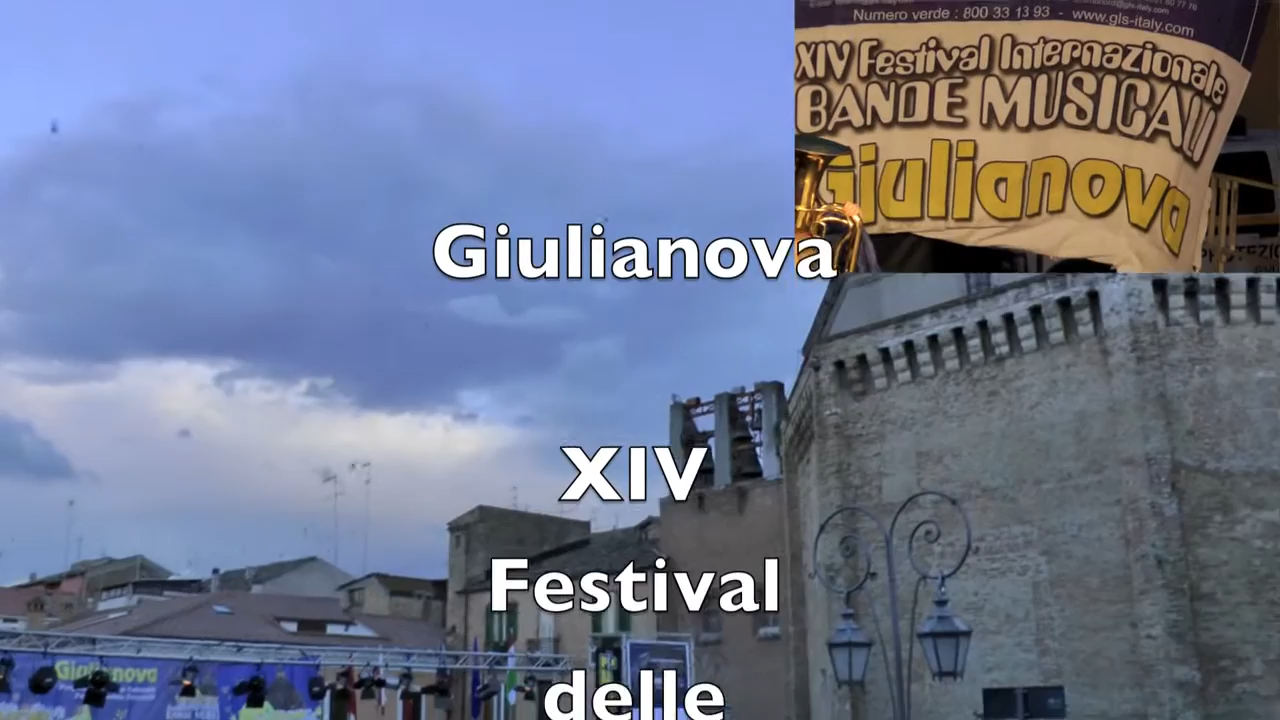 Numero verde : 800 33 13 93 - www.gls-italy.com
XIV Festival Internazionale
BANDE MUSICALI
Giulianova
Giulianova
XIV
Festival
delle
Giulianova